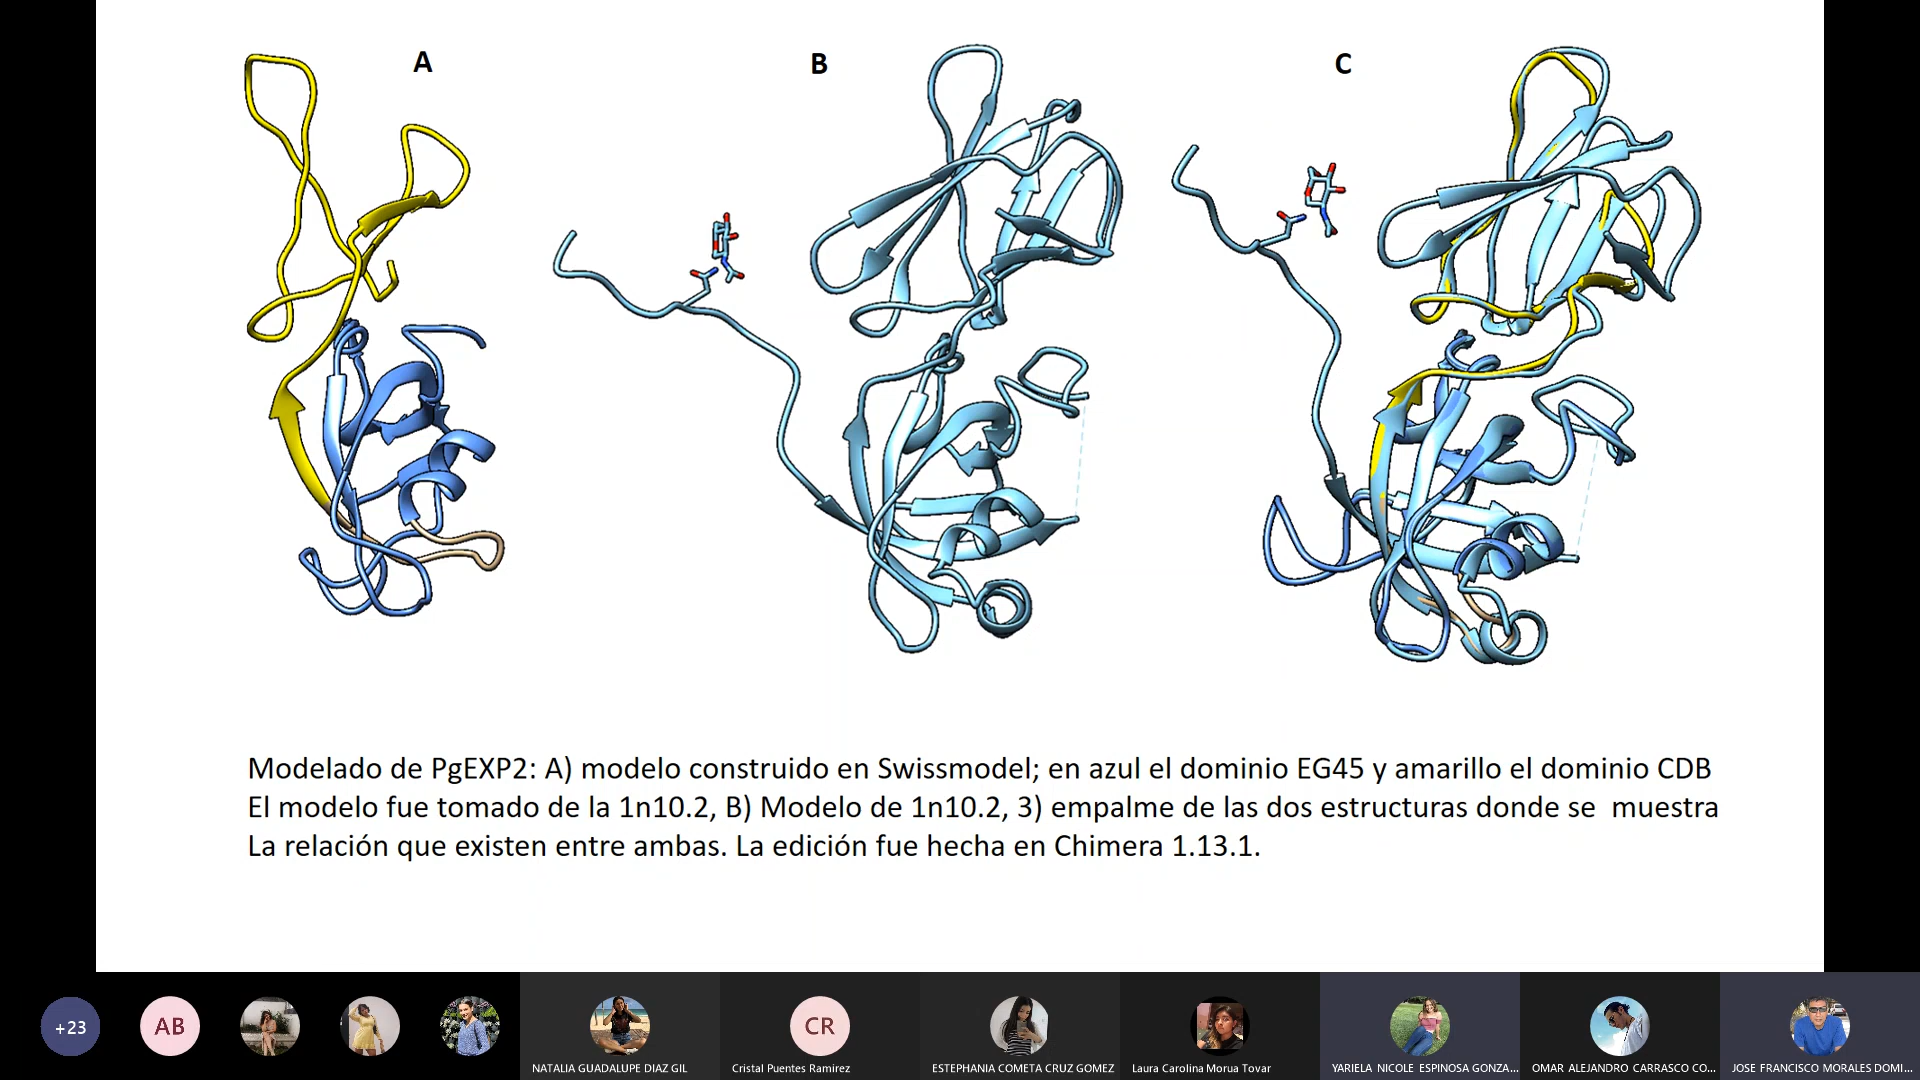 A
B
C
Modelado de PgEXP2: A) modelo construido en Swissmodel; en azul el dominio EG45 y amarillo el dominio CDB
El modelo fue tomado de la 1n10.2, B) Modelo de 1n10.2, 3) empalme de las dos estructuras donde se  muestra
La relación que existen entre ambas. La edición fue hecha en Chimera 1.13.1.
+23
AB
CR
NATALIA GUADALUPE DIAZ GIL
Cristal Puentes Ramirez
ESTEPHANIA COMETA CRUZ GOMEZ
Laura Carolina Morua Tovar
YARIELA NICOLE ESPINOSA GONZA...
OMAR ALEJANDRO CARRASCO CO...
JOSE FRANCISCO MORALES DOMI...